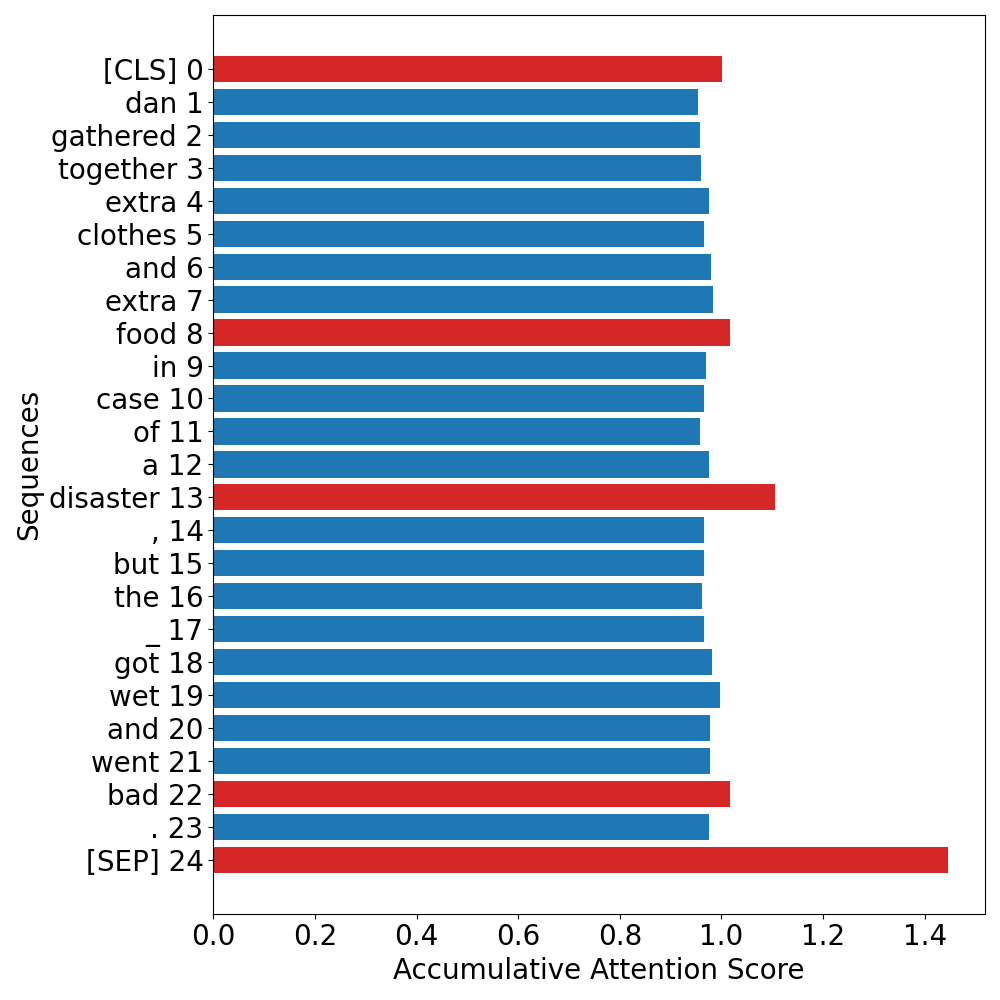 [CLS] 0
dan 1
gathered 2
together 3
extra 4
clothes 5
and 6
extra 7
food 8
in 9
case 10
of 11
a 12
disaster 13
, 14
but 15
the 16
_ 17
got 18
wet 19
and 20
went 21
bad 22
. 23
[SEP] 24
Sequences
0.0 0.2 0.4 0.6 0.8 1.0 1.2 1.4
Accumulative Attention Score